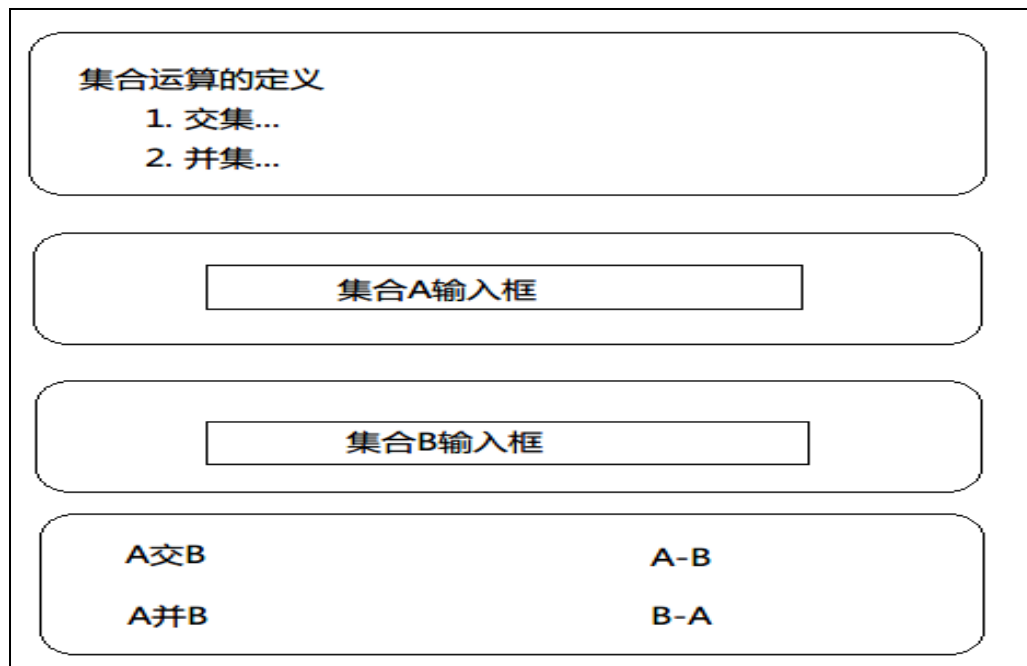 集合运算的定义
1. 交集...
2. 并集...
集合A输入框
集合B输入框
A交B
A-B
A并B
B-A